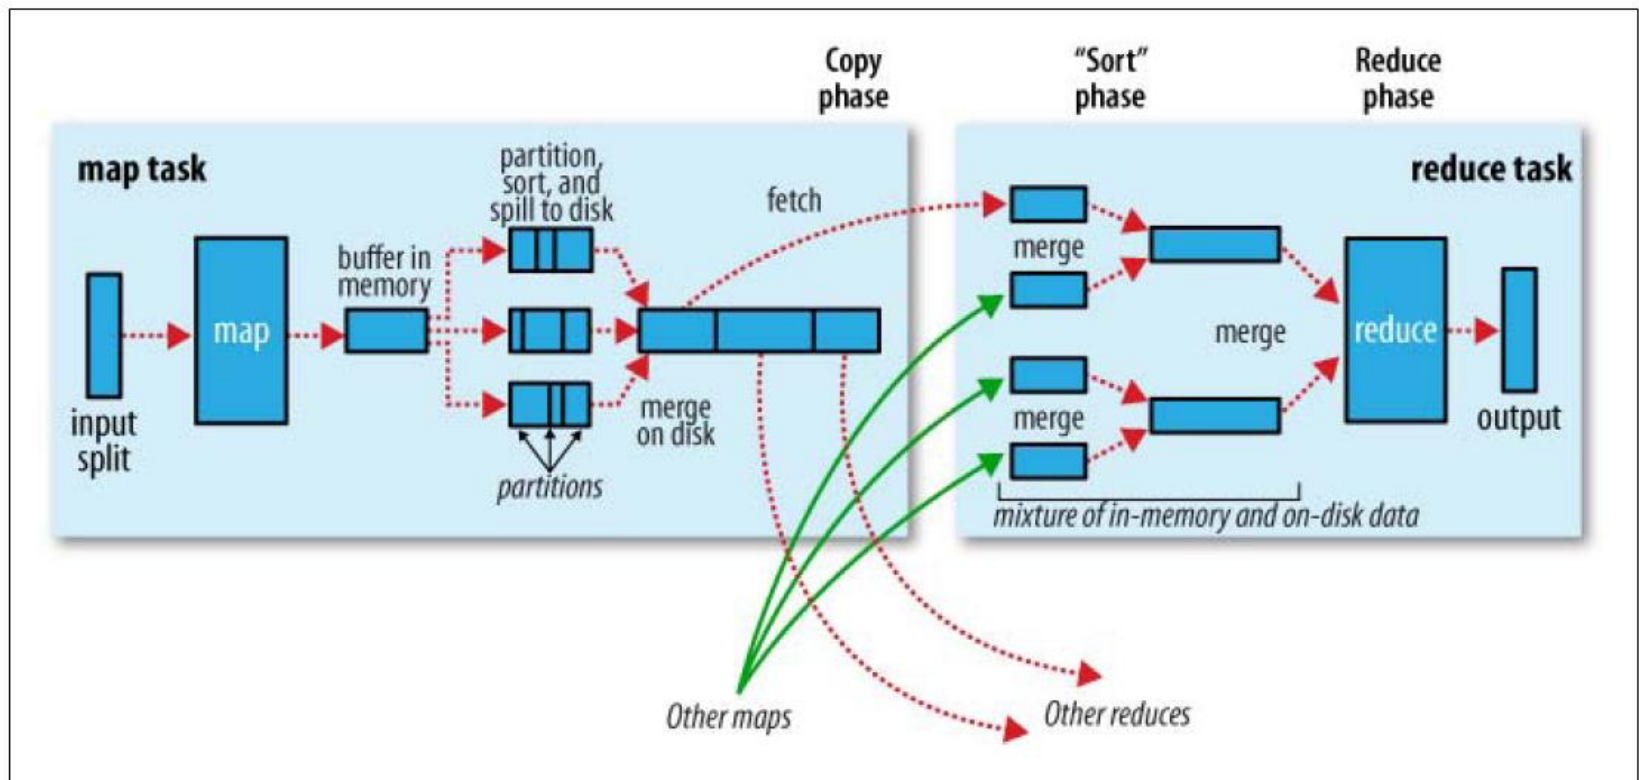 Copy
phase
“Sort”
phase
Reduce
phase
map task
partition,
sort, and
spill to disk
fetch
reduce task
buffer in
memory
merge
map
merge
reduce
input
split
merge
on disk
merge
output
partitions
mixture of in-memory and on-disk data
Other maps
Other reduces